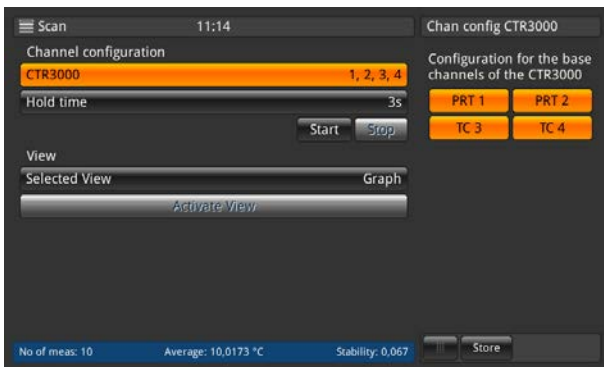 Scan 11:14
Channel configuration
CTR3000 1, 2, 3, 4
Hold time 3s
Start Stop
View
Selected View Graph
Activate View
No of meas: 10 Average: 10,0173 °C Stability: 0,067
Chan config CTR3000
Configuration for the base
channels of the CTR3000
PRT 1 PRT 2
TC 3 TC 4
Store